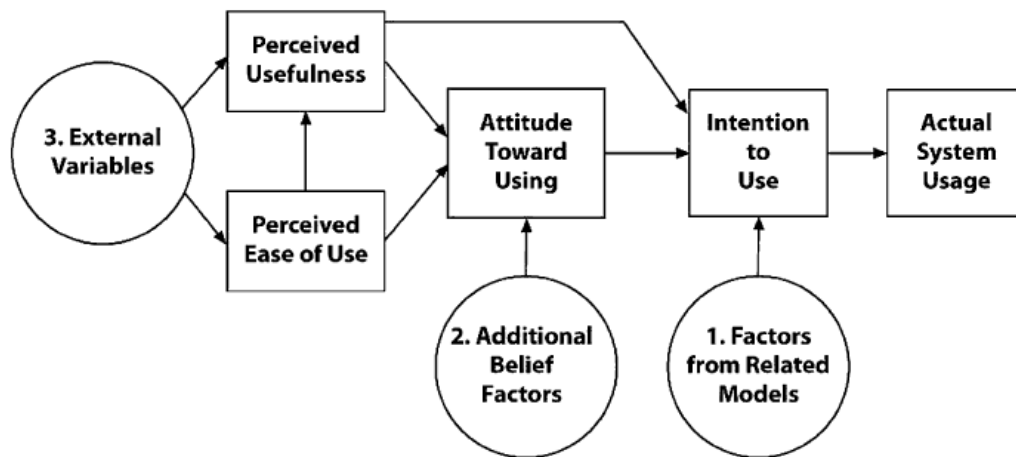 Perceived
Usefulness
3. External
Variables
Perceived
Ease of Use
Attitude
Toward
Using
Intention
to
Use
Actual
System
Usage
2. Additional
Belief
Factors
1. Factors
from Related
Models